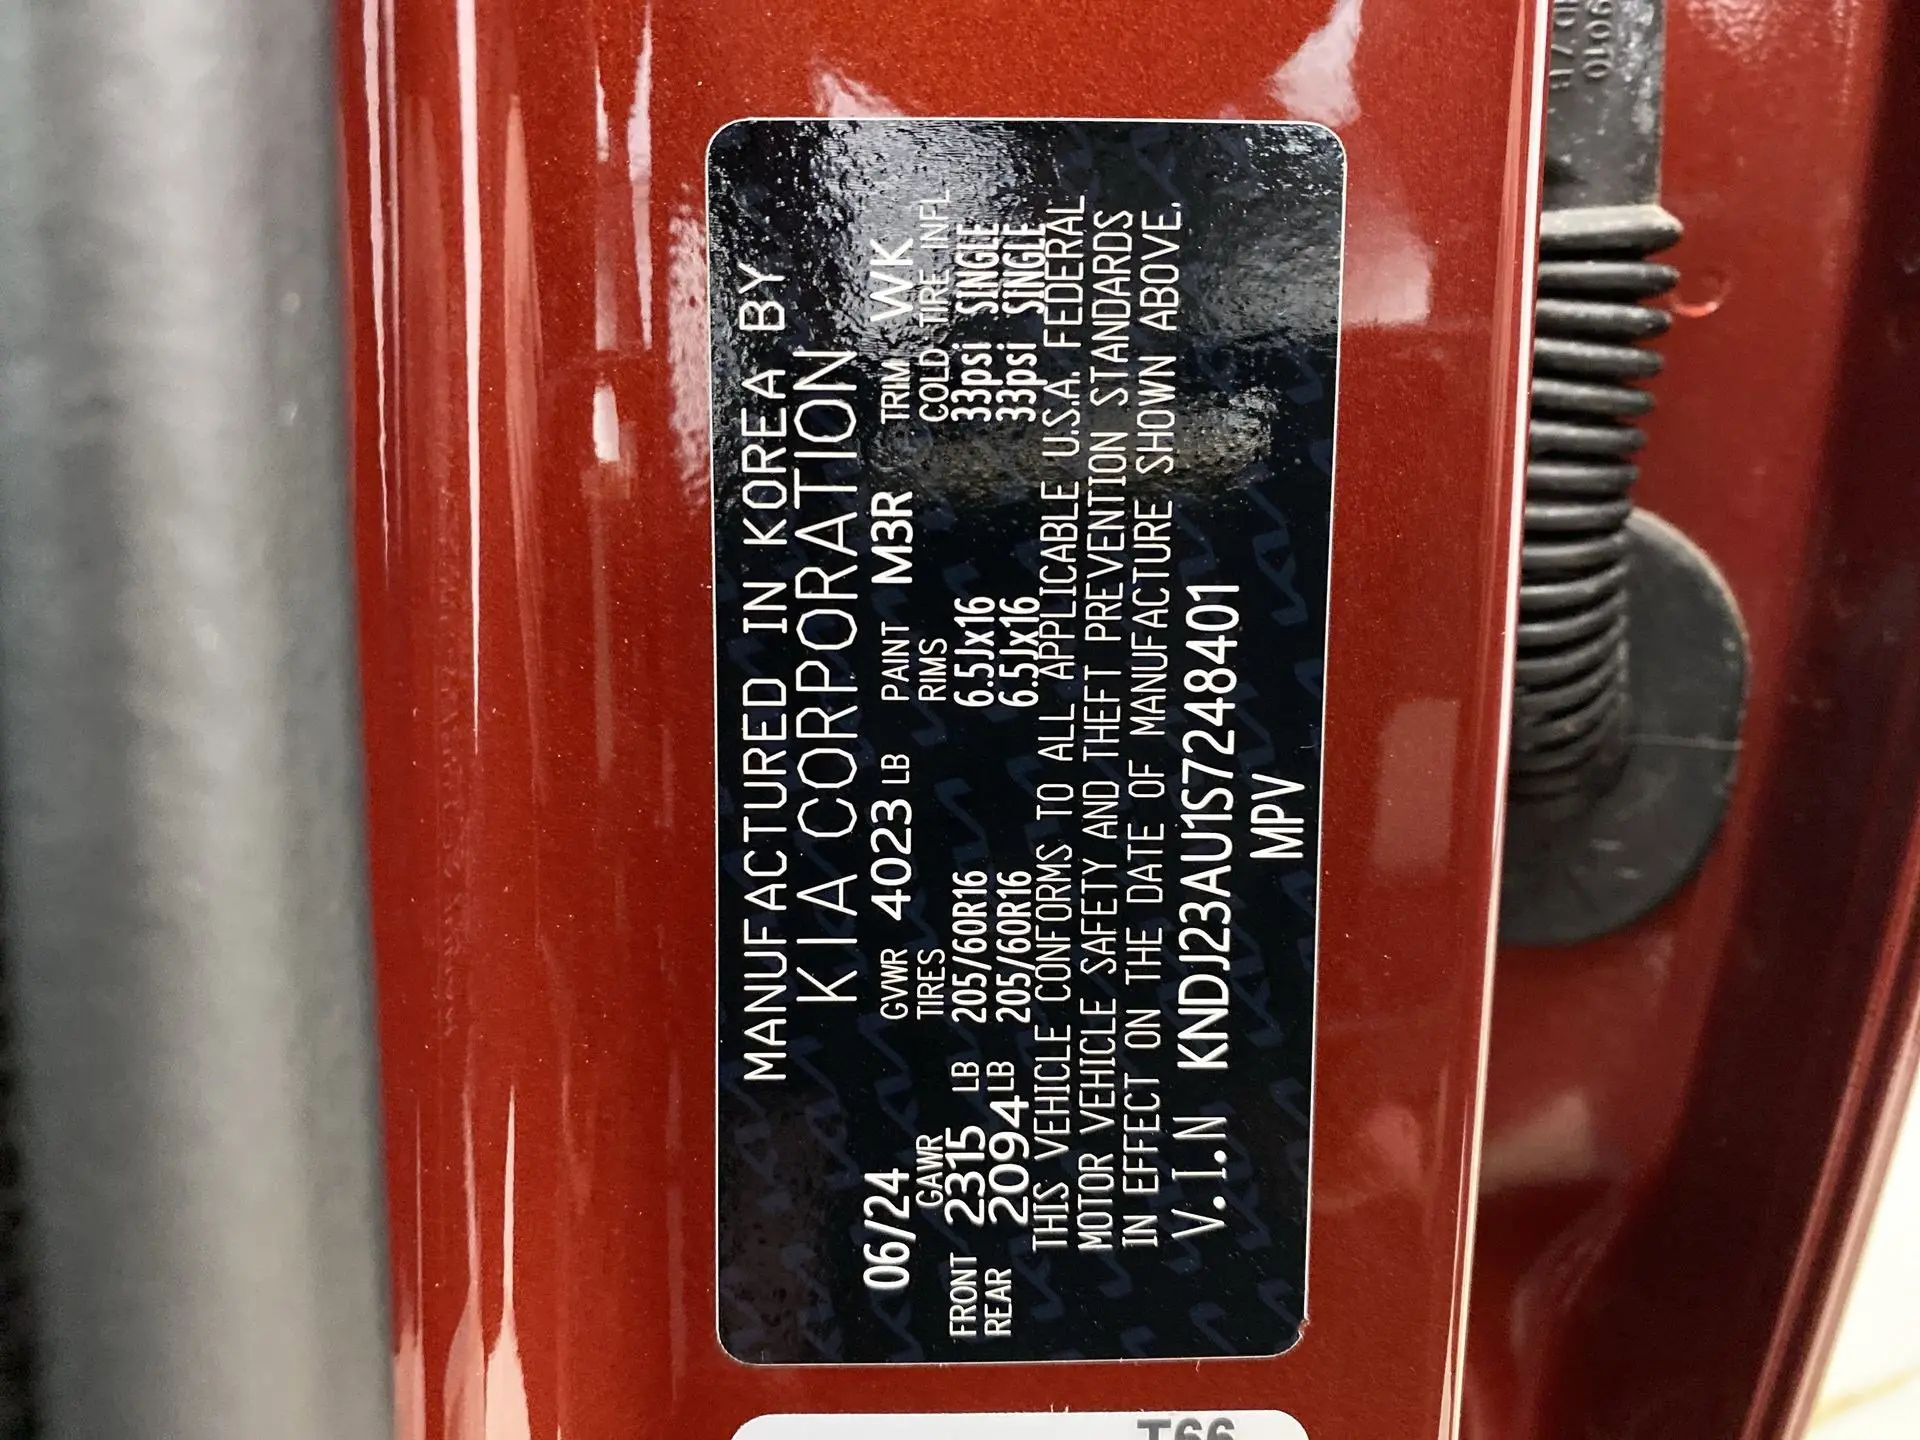 MANUFACTURED IN KOREA BY
KIA CORPORATION
06/24 GVWR 4023 LB PAINT M3R TRIM WK
GAWR TIRES RIMS COLD TIRE INFL
FRONT 2315 LB 205/60R16 6.5Jx16 33psi SINGLE
REAR 2094 LB 205/60R16 6.5Jx16 33psi SINGLE
THIS VEHICLE CONFORMS TO ALL APPLICABLE U.S.A. FEDERAL
MOTOR VEHICLE SAFETY AND THEFT PREVENTION STANDARDS
IN EFFECT ON THE DATE OF MANUFACTURE SHOWN ABOVE.
V.I.N KNDJ23AU1S7248401
MPV
T66